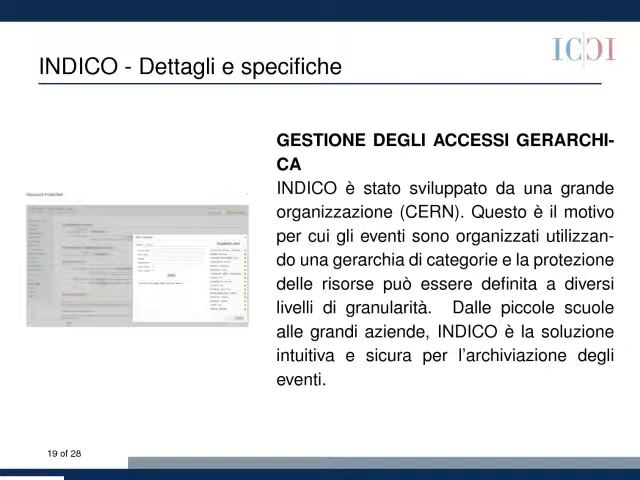 INDICO - Dettagli e specifiche
GESTIONE DEGLI ACCESSI GERARCHI-
CA
INDICO è stato sviluppato da una grande
organizzazione (CERN). Questo è il motivo
per cui gli eventi sono organizzati utilizzan-
do una gerarchia di categorie e la protezione
delle risorse può essere definita a diversi
livelli di granularità. Dalle piccole scuole
alle grandi aziende, INDICO è la soluzione
intuitiva e sicura per l'archiviazione degli
eventi.
19 of 28